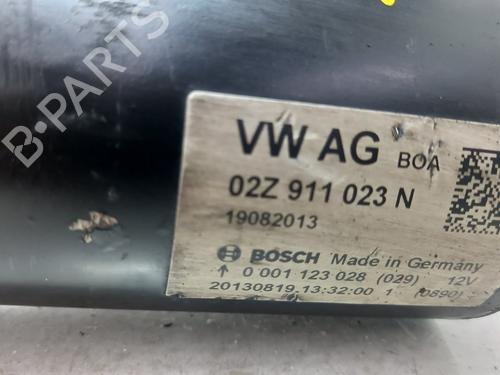 B-PARTS
VW AG BOA
02Z 911 023 N
19082013
BOSCH Made in Germany
↑ 0 001 123 028 (029) 12V
20130819 13:32:00 1 (0890)